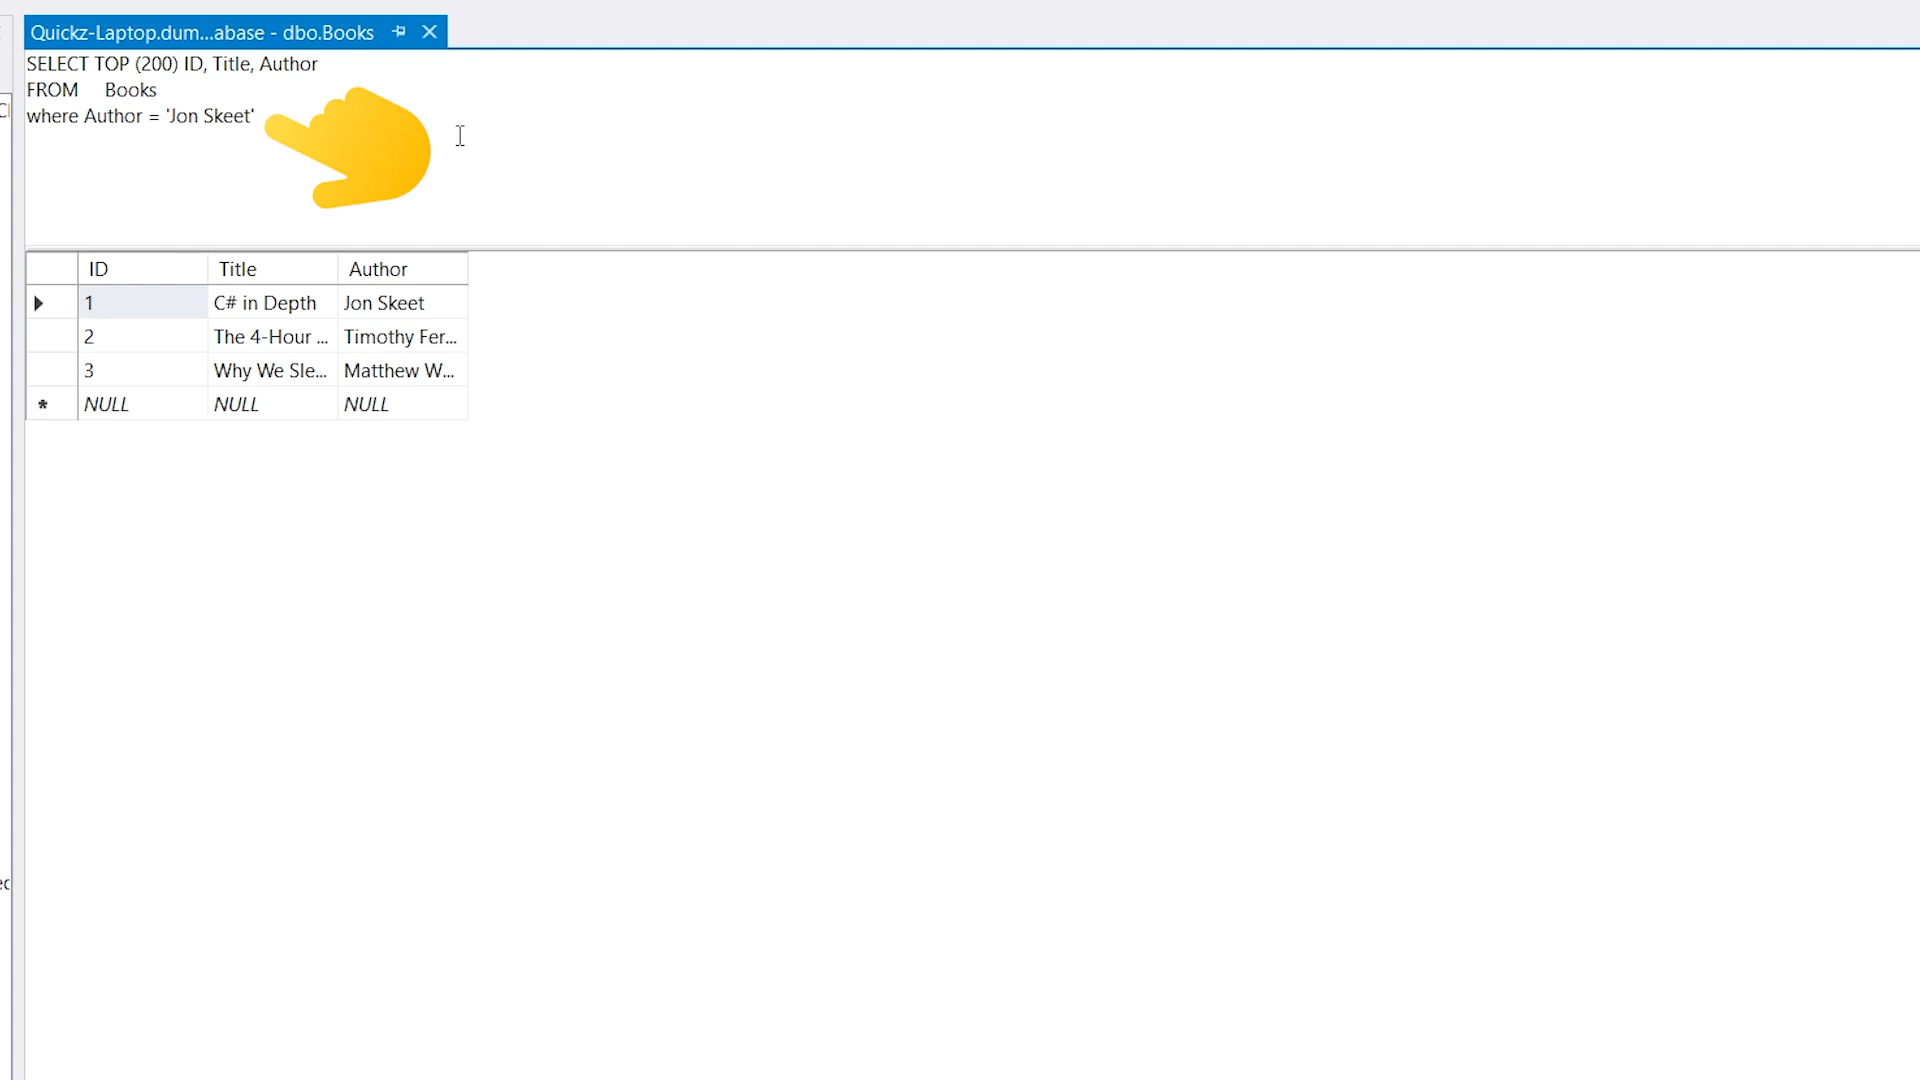 Quickz-Laptop.dum...abase - dbo.Books
SELECT TOP (200) ID, Title, Author
FROM Books
where Author = 'Jon Skeet'
ID Title Author
1 C# in Depth Jon Skeet
2 The 4-Hour ... Timothy Fer...
3 Why We Sle... Matthew W...
* NULL NULL NULL